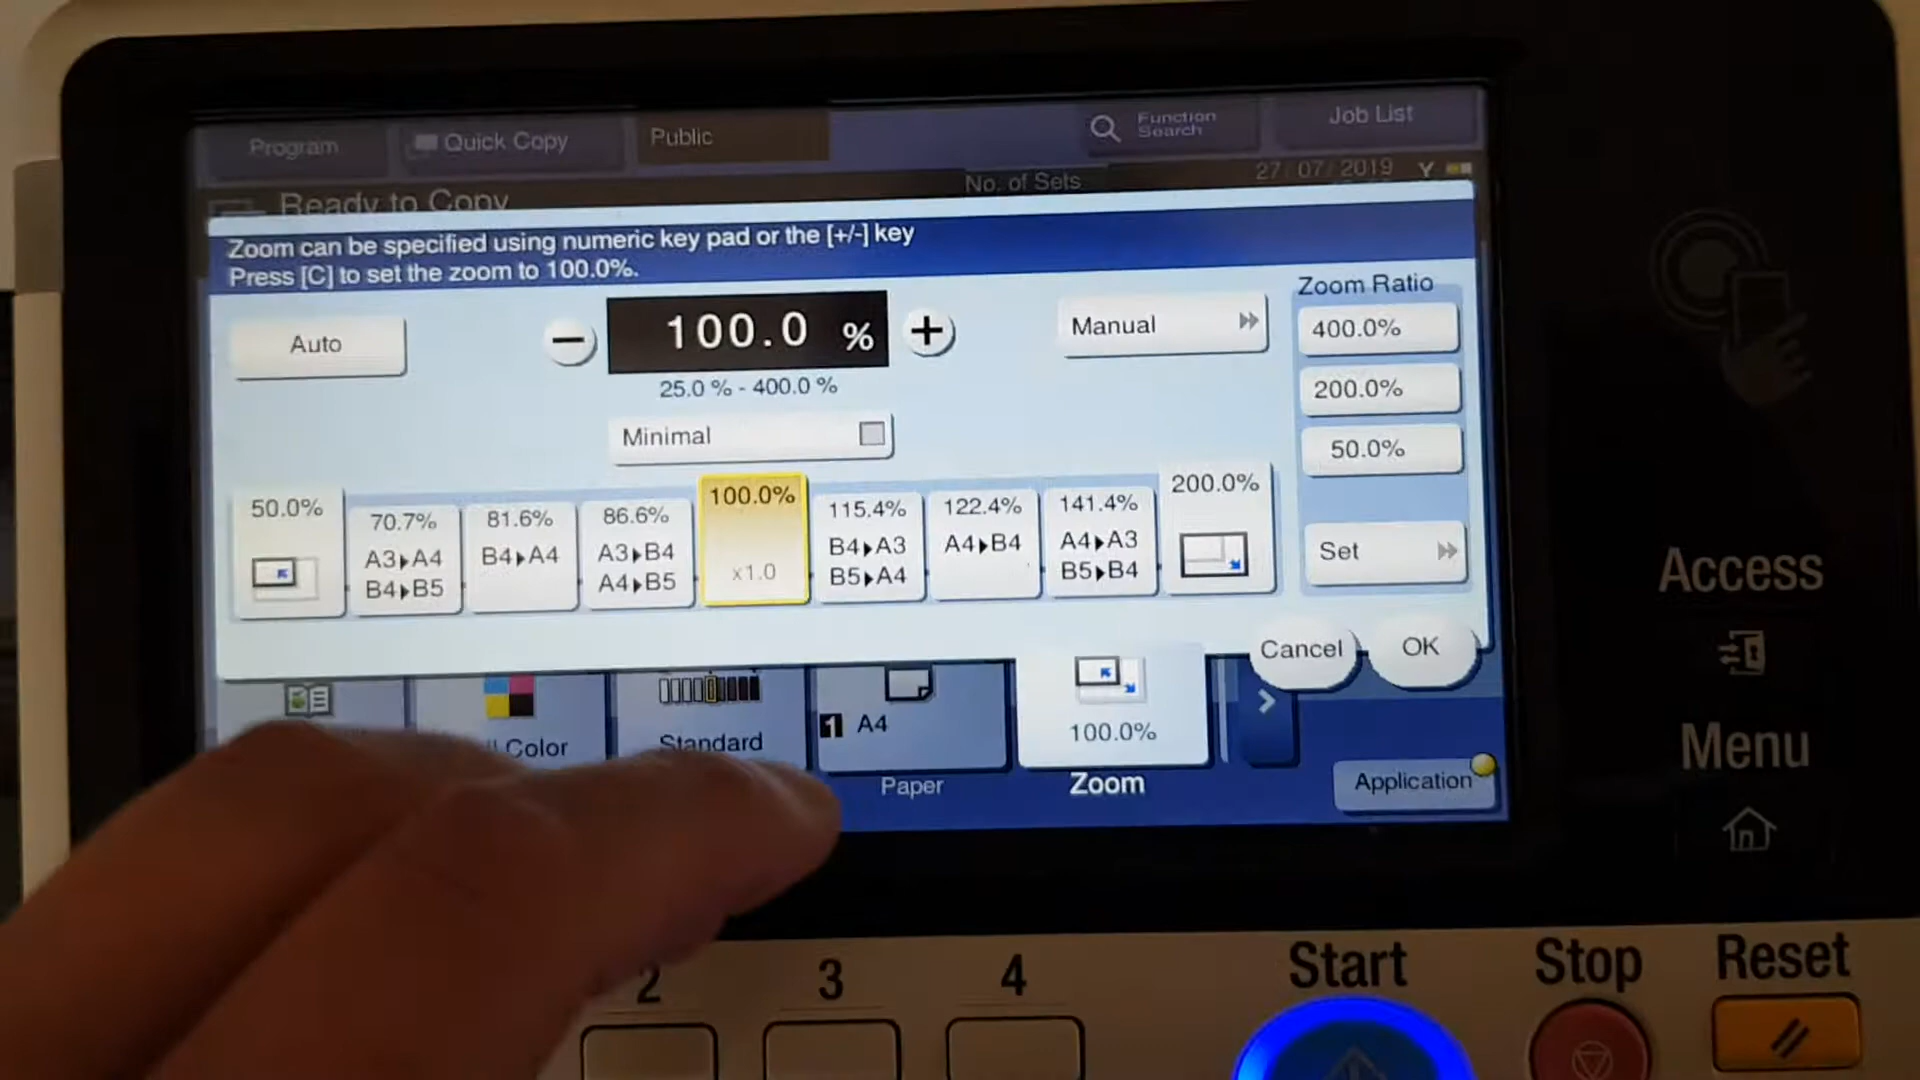 Program
Quick Copy
Public
Function
Search
Job List
Ready to Copy
No. of Sets
27/07/2019
Y
Zoom can be specified using numeric key pad or the [+/-] key
Press [C] to set the zoom to 100.0%.
Auto
−
100.0 %
+
25.0 % - 400.0 %
Manual
Zoom Ratio
400.0%
200.0%
50.0%
Set
Minimal
50.0%
70.7%
A3▸A4
B4▸B5
81.6%
B4▸A4
86.6%
A3▸B4
A4▸B5
100.0%
x1.0
115.4%
B4▸A3
B5▸A4
122.4%
A4▸B4
141.4%
A4▸A3
B5▸B4
200.0%
Cancel
OK
Color
Standard
1 A4
100.0%
Paper
Zoom
Application
Access
Menu
2
3
4
Start
Stop
Reset